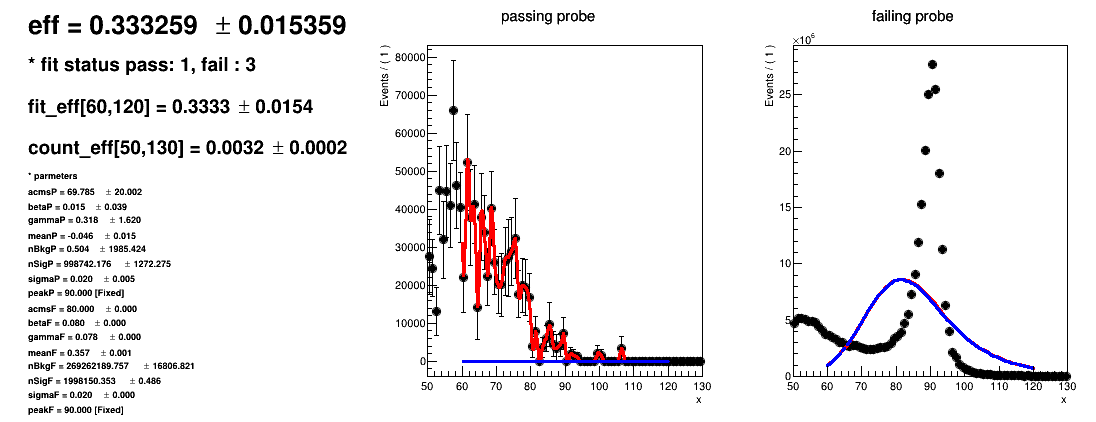 eff = 0.333259 ± 0.015359
* fit status pass: 1, fail : 3
fit_eff[60,120] = 0.3333 ± 0.0154
count_eff[50,130] = 0.0032 ± 0.0002
* parmeters
acmsP = 69.785 ± 20.002
betaP = 0.015 ± 0.039
gammaP = 0.318 ± 1.620
meanP = -0.046 ± 0.015
nBkgP = 0.504 ± 1985.424
nSigP = 998742.176 ± 1272.275
sigmaP = 0.020 ± 0.005
peakP = 90.000 [Fixed]
acmsF = 80.000 ± 0.000
betaF = 0.080 ± 0.000
gammaF = 0.078 ± 0.000
meanF = 0.357 ± 0.001
nBkgF = 269262189.757 ± 16806.821
nSigF = 1998150.353 ± 0.486
sigmaF = 0.020 ± 0.000
peakF = 90.000 [Fixed]
passing probe
Events / ( 1 )
80000
70000
60000
50000
40000
30000
20000
10000
0
50 60 70 80 90 100 110 120 130
x
failing probe
×10⁶
Events / ( 1 )
25
20
15
10
5
0
50 60 70 80 90 100 110 120 130
x